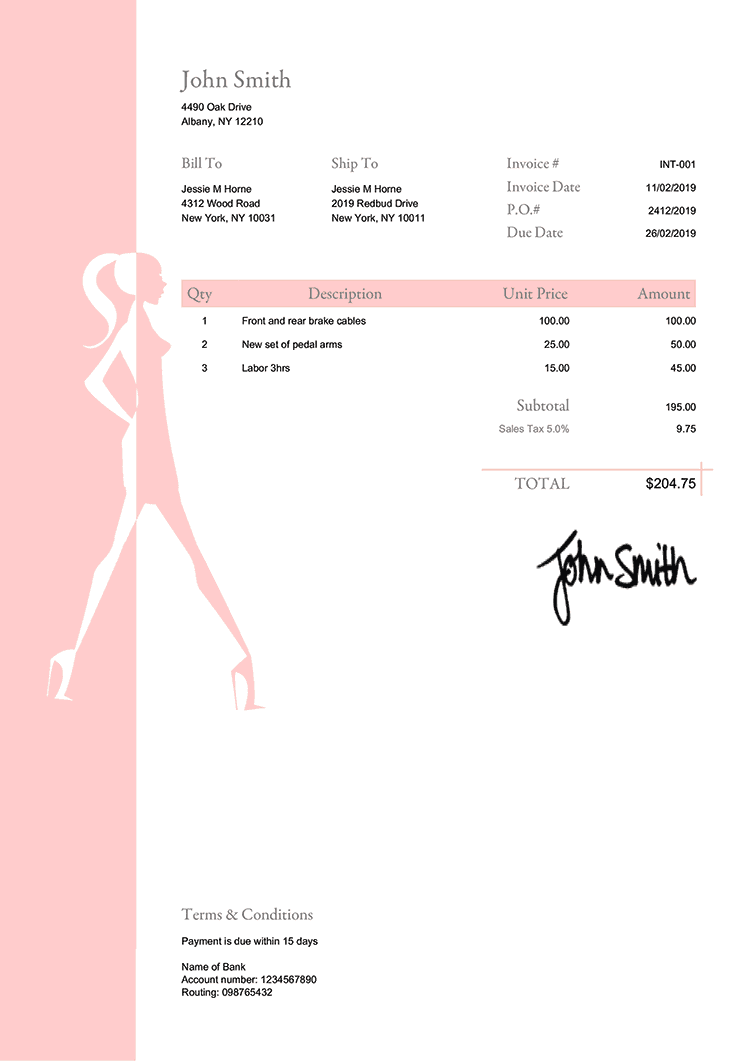 John Smith
4490 Oak Drive
Albany, NY 12210
Bill To
Jessie M Horne
4312 Wood Road
New York, NY 10031
Ship To
Jessie M Horne
2019 Redbud Drive
New York, NY 10011
Invoice # INT-001
Invoice Date 11/02/2019
P.O.# 2412/2019
Due Date 26/02/2019
Qty Description Unit Price Amount
1 Front and rear brake cables 100.00 100.00
2 New set of pedal arms 25.00 50.00
3 Labor 3hrs 15.00 45.00
Subtotal 195.00
Sales Tax 5.0% 9.75
TOTAL $204.75
John Smith
Terms & Conditions
Payment is due within 15 days
Name of Bank
Account number: 1234567890
Routing: 098765432